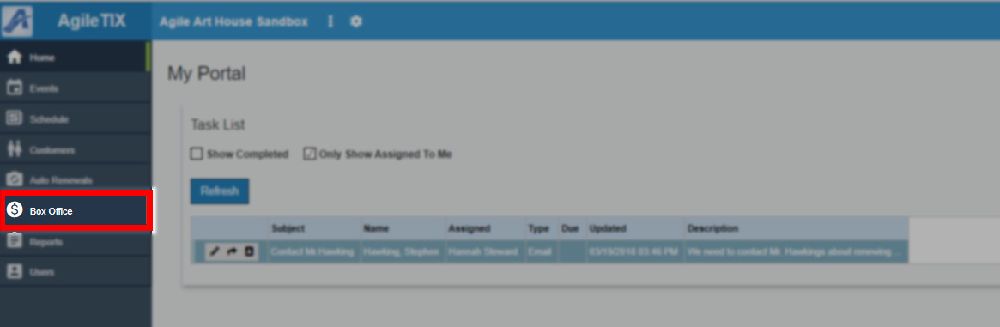 AgileTIX
Agile Art House Sandbox
Home
Events
Schedule
Customers
Auto Renewals
Box Office
Reports
Users
My Portal
Task List
Show Completed Only Show Assigned To Me
Refresh
Subject Name Assigned Type Due Updated Description
Contact Mr.Hawking Hawking, Stephen Hannah Steward Email 03/19/2018 03:46 PM We need to contact Mr. Hawkings about renewing ...